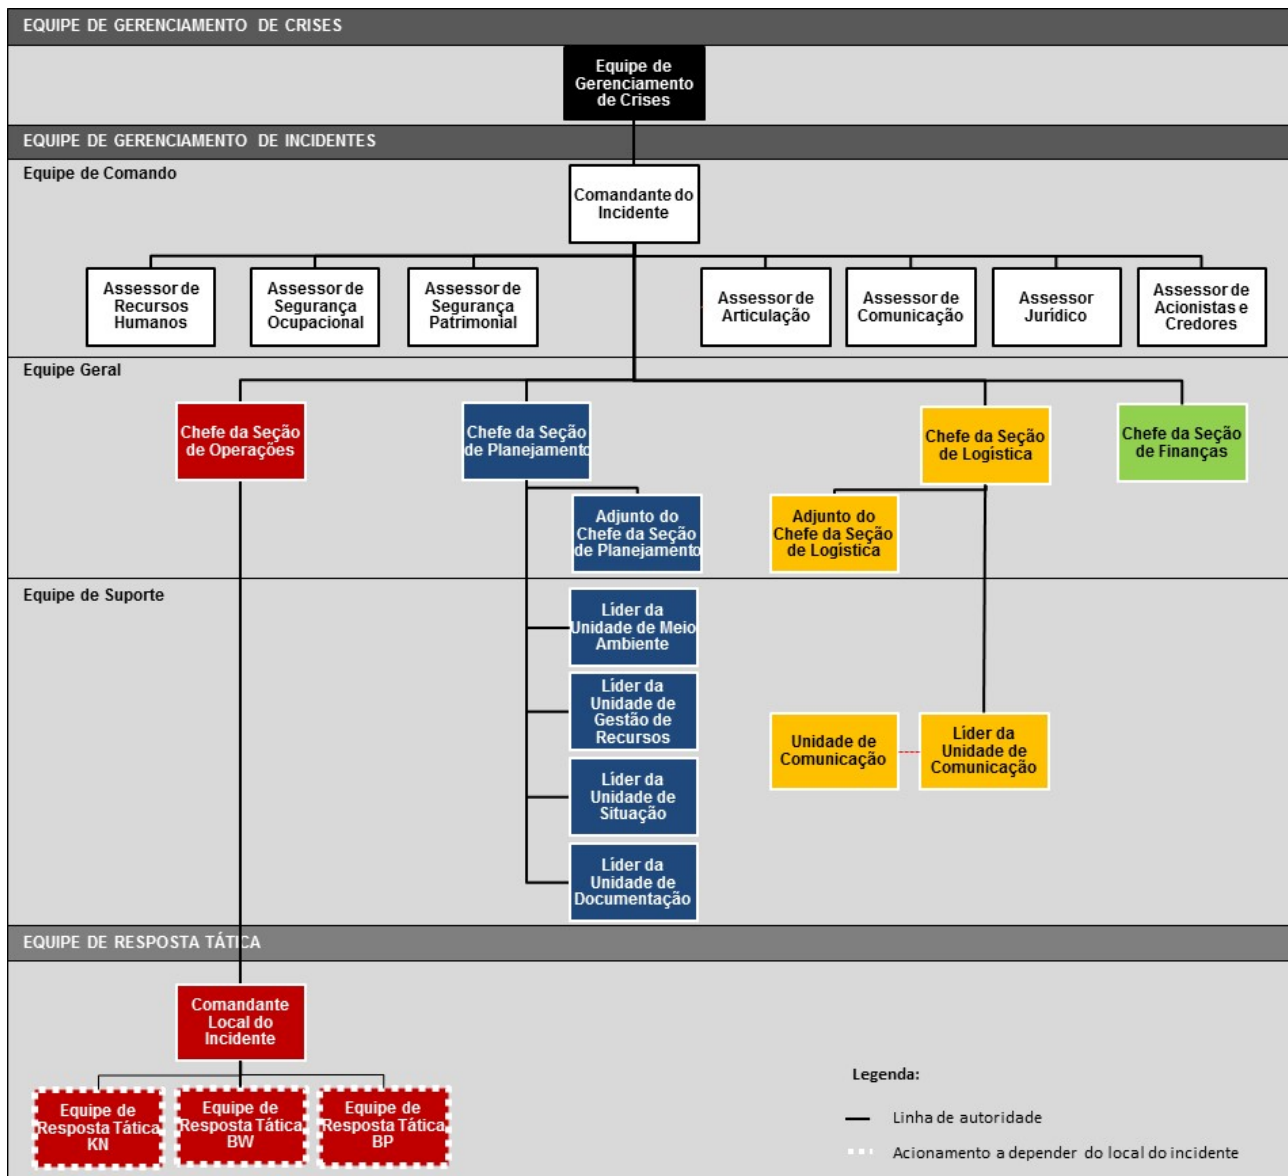 EQUIPE DE GERENCIAMENTO DE CRISES
Equipe de
Gerenciamento
de Crises
EQUIPE DE GERENCIAMENTO DE INCIDENTES
Equipe de Comando
Comandante do
Incidente
Assessor de
Recursos
Humanos
Assessor de
Segurança
Ocupacional
Assessor de
Segurança
Patrimonial
Assessor de
Articulação
Assessor de
Comunicação
Assessor
Jurídico
Assessor de
Acionistas e
Credores
Equipe Geral
Chefe da Seção
de Operações
Chefe da Seção
de Planejamento
Chefe da Seção
de Logística
Chefe da Seção
de Finanças
Adjunto do
Chefe da Seção
de Planejamento
Adjunto do
Chefe da Seção
de Logística
Equipe de Suporte
Líder da
Unidade de Meio
Ambiente
Líder da
Unidade de
Gestão de
Recursos
Unidade de
Comunicação
Líder da
Unidade de
Comunicação
Líder da
Unidade de
Situação
Líder da
Unidade de
Documentação
EQUIPE DE RESPOSTA TÁTICA
Comandante
Local do
Incidente
Equipe de
Resposta Tática
KN
Equipe de
Resposta Tática
BW
Equipe de
Resposta Tática
BP
Legenda:
Linha de autoridade
Acionamento a depender do local do incidente